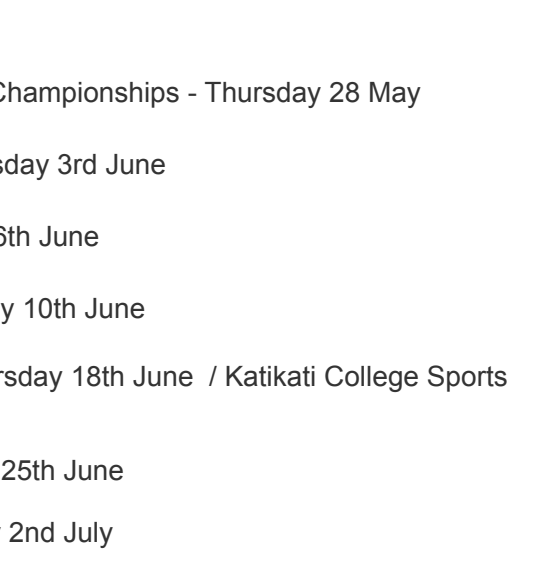 Championships - Thursday 28 May
sday 3rd June
6th June
y 10th June
rsday 18th June / Katikati College Sports
25th June
2nd July